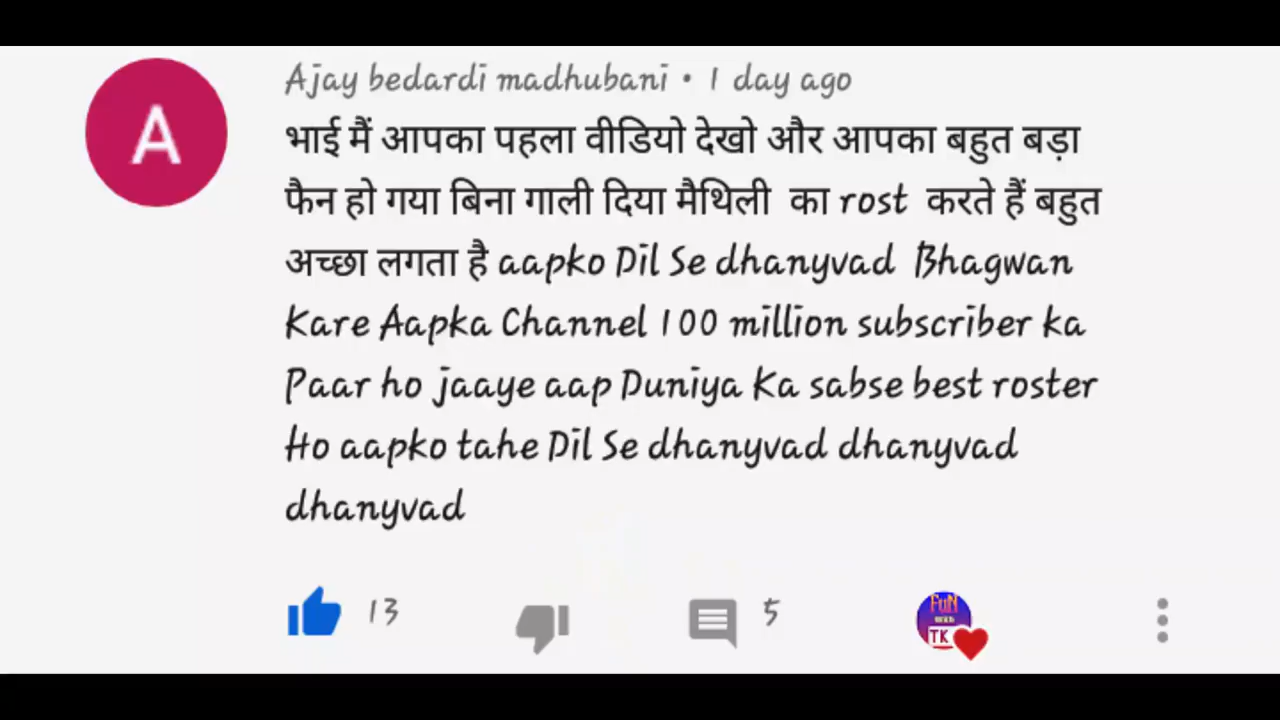 A
Ajay bedardi madhubani • 1 day ago
भाई मैं आपका पहला वीडियो देखो और आपका बहुत बड़ा
फैन हो गया बिना गाली दिया मैथिली का rost करते हैं बहुत
अच्छा लगता है aapko Dil Se dhanyvad Bhagwan
Kare Aapka Channel 100 million subscriber ka
Paar ho jaaye aap Duniya Ka sabse best roster
Ho aapko tahe Dil Se dhanyvad dhanyvad
dhanyvad
13 5
FuN
TK